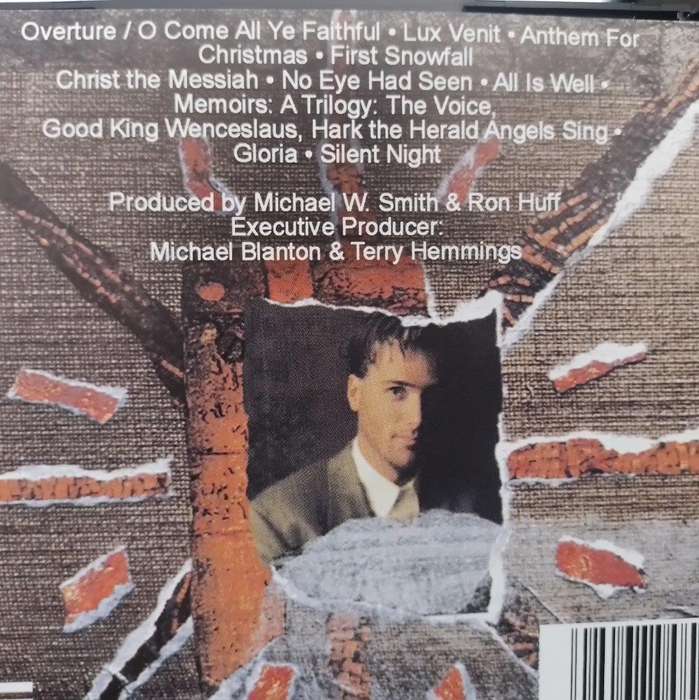 Overture / O Come All Ye Faithful • Lux Venit • Anthem For
Christmas • First Snowfall
Christ the Messiah • No Eye Had Seen • All Is Well •
Memoirs: A Trilogy: The Voice,
Good King Wenceslaus, Hark the Herald Angels Sing •
Gloria • Silent Night
Produced by Michael W. Smith & Ron Huff
Executive Producer:
Michael Blanton & Terry Hemmings